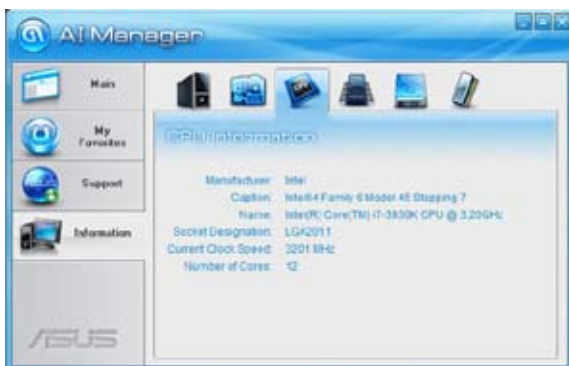 AI Manager
Main
My
Favorites
Support
Information
ASUS
CPU
CPU Information
Manufacturer: Intel
Caption: Intel64 Family 6 Model 45 Stepping 7
Name: Intel(R) Core(TM) i7-3930K CPU @ 3.20GHz
Socket Designation: LGA2011
Current Clock Speed: 3201 MHz
Number of Cores: 12